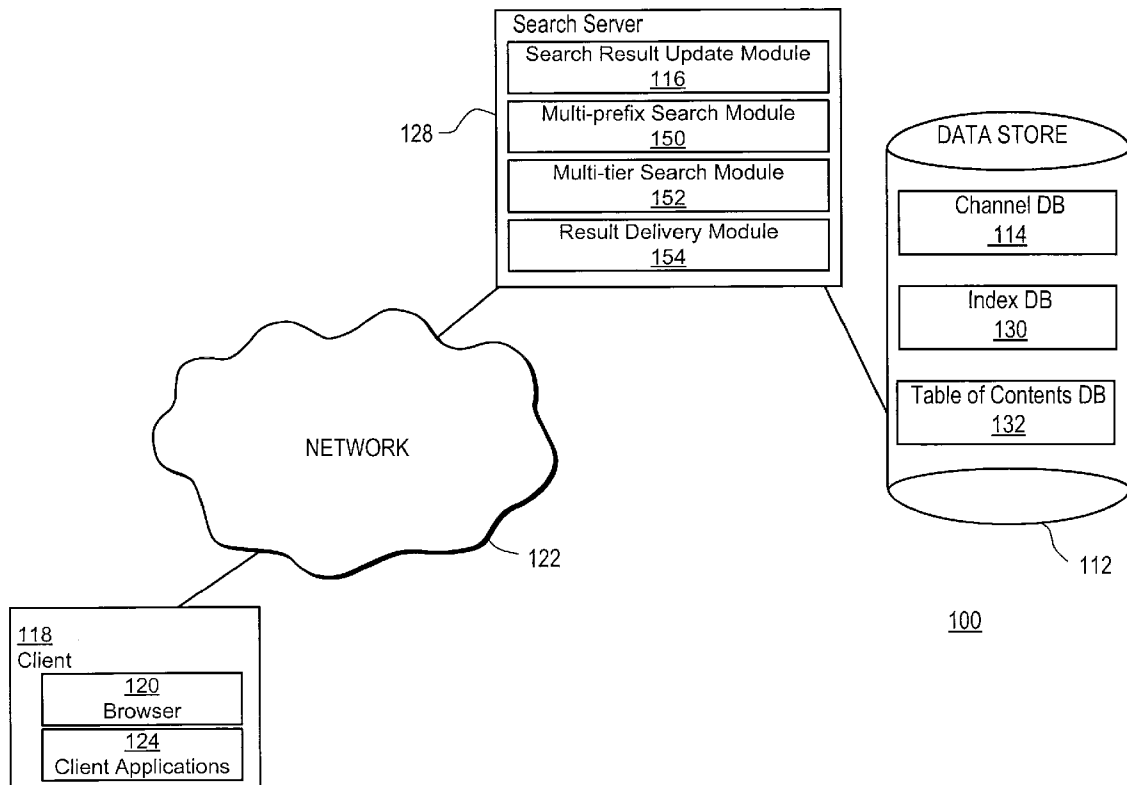 Search Server
Search Result Update Module
116
Multi-prefix Search Module
150
Multi-tier Search Module
152
Result Delivery Module
154
128
DATA STORE
Channel DB
114
Index DB
130
Table of Contents DB
132
112
NETWORK
122
100
118
Client
120
Browser
124
Client Applications